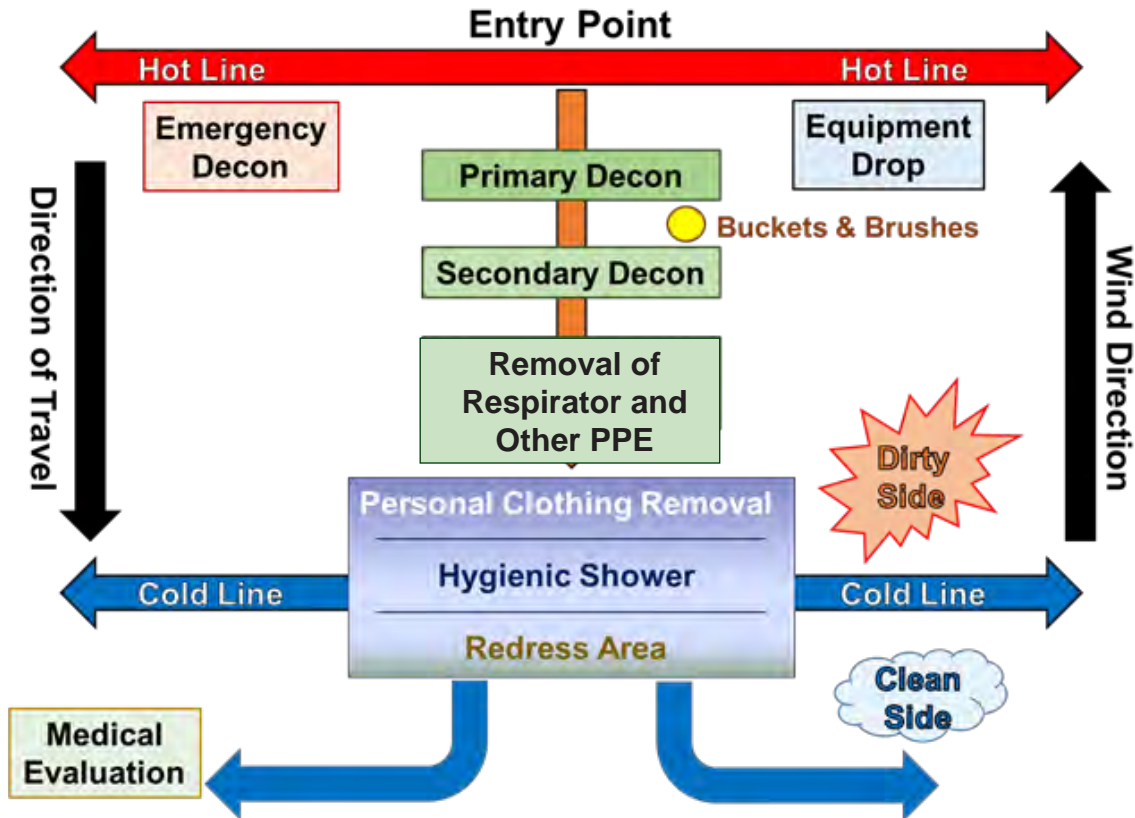 Entry Point
Hot Line
Hot Line
Emergency
Decon
Equipment
Drop
Primary Decon
Buckets & Brushes
Secondary Decon
Direction of Travel
Wind Direction
Removal of
Respirator and
Other PPE
Dirty
Side
Personal Clothing Removal
Cold Line
Hygienic Shower
Cold Line
Redress Area
Clean
Side
Medical
Evaluation